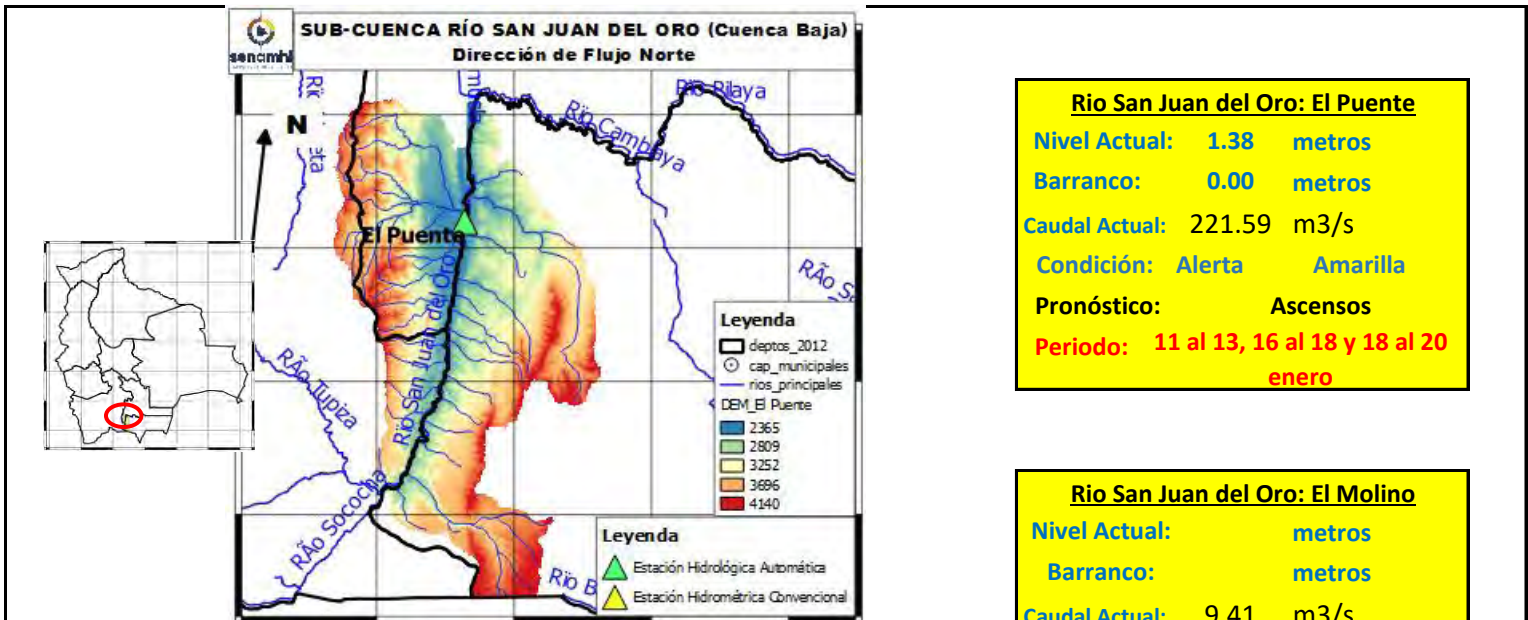 SUB-CUENCA RÍO SAN JUAN DEL ORO (Cuenca Baja)
Dirección de Flujo Norte
senamhi
N
Río Pilaya
Río Camblaya
El Puente
Río San Juan del Oro
RÃo Tupiza
RÃo Sococha
Leyenda
deptos_2012
cap_municipales
rios_principales
DEM_El Puente
2365
2809
3252
3696
4140
Leyenda
Estación Hidrológica Automática
Estación Hidrométrica Convencional
Rio San Juan del Oro: El Puente
Nivel Actual: 1.38 metros
Barranco: 0.00 metros
Caudal Actual: 221.59 m3/s
Condición: Alerta Amarilla
Pronóstico: Ascensos
Periodo: 11 al 13, 16 al 18 y 18 al 20
enero
Rio San Juan del Oro: El Molino
Nivel Actual: metros
Barranco: metros
Caudal Actual: 9.41 m3/s